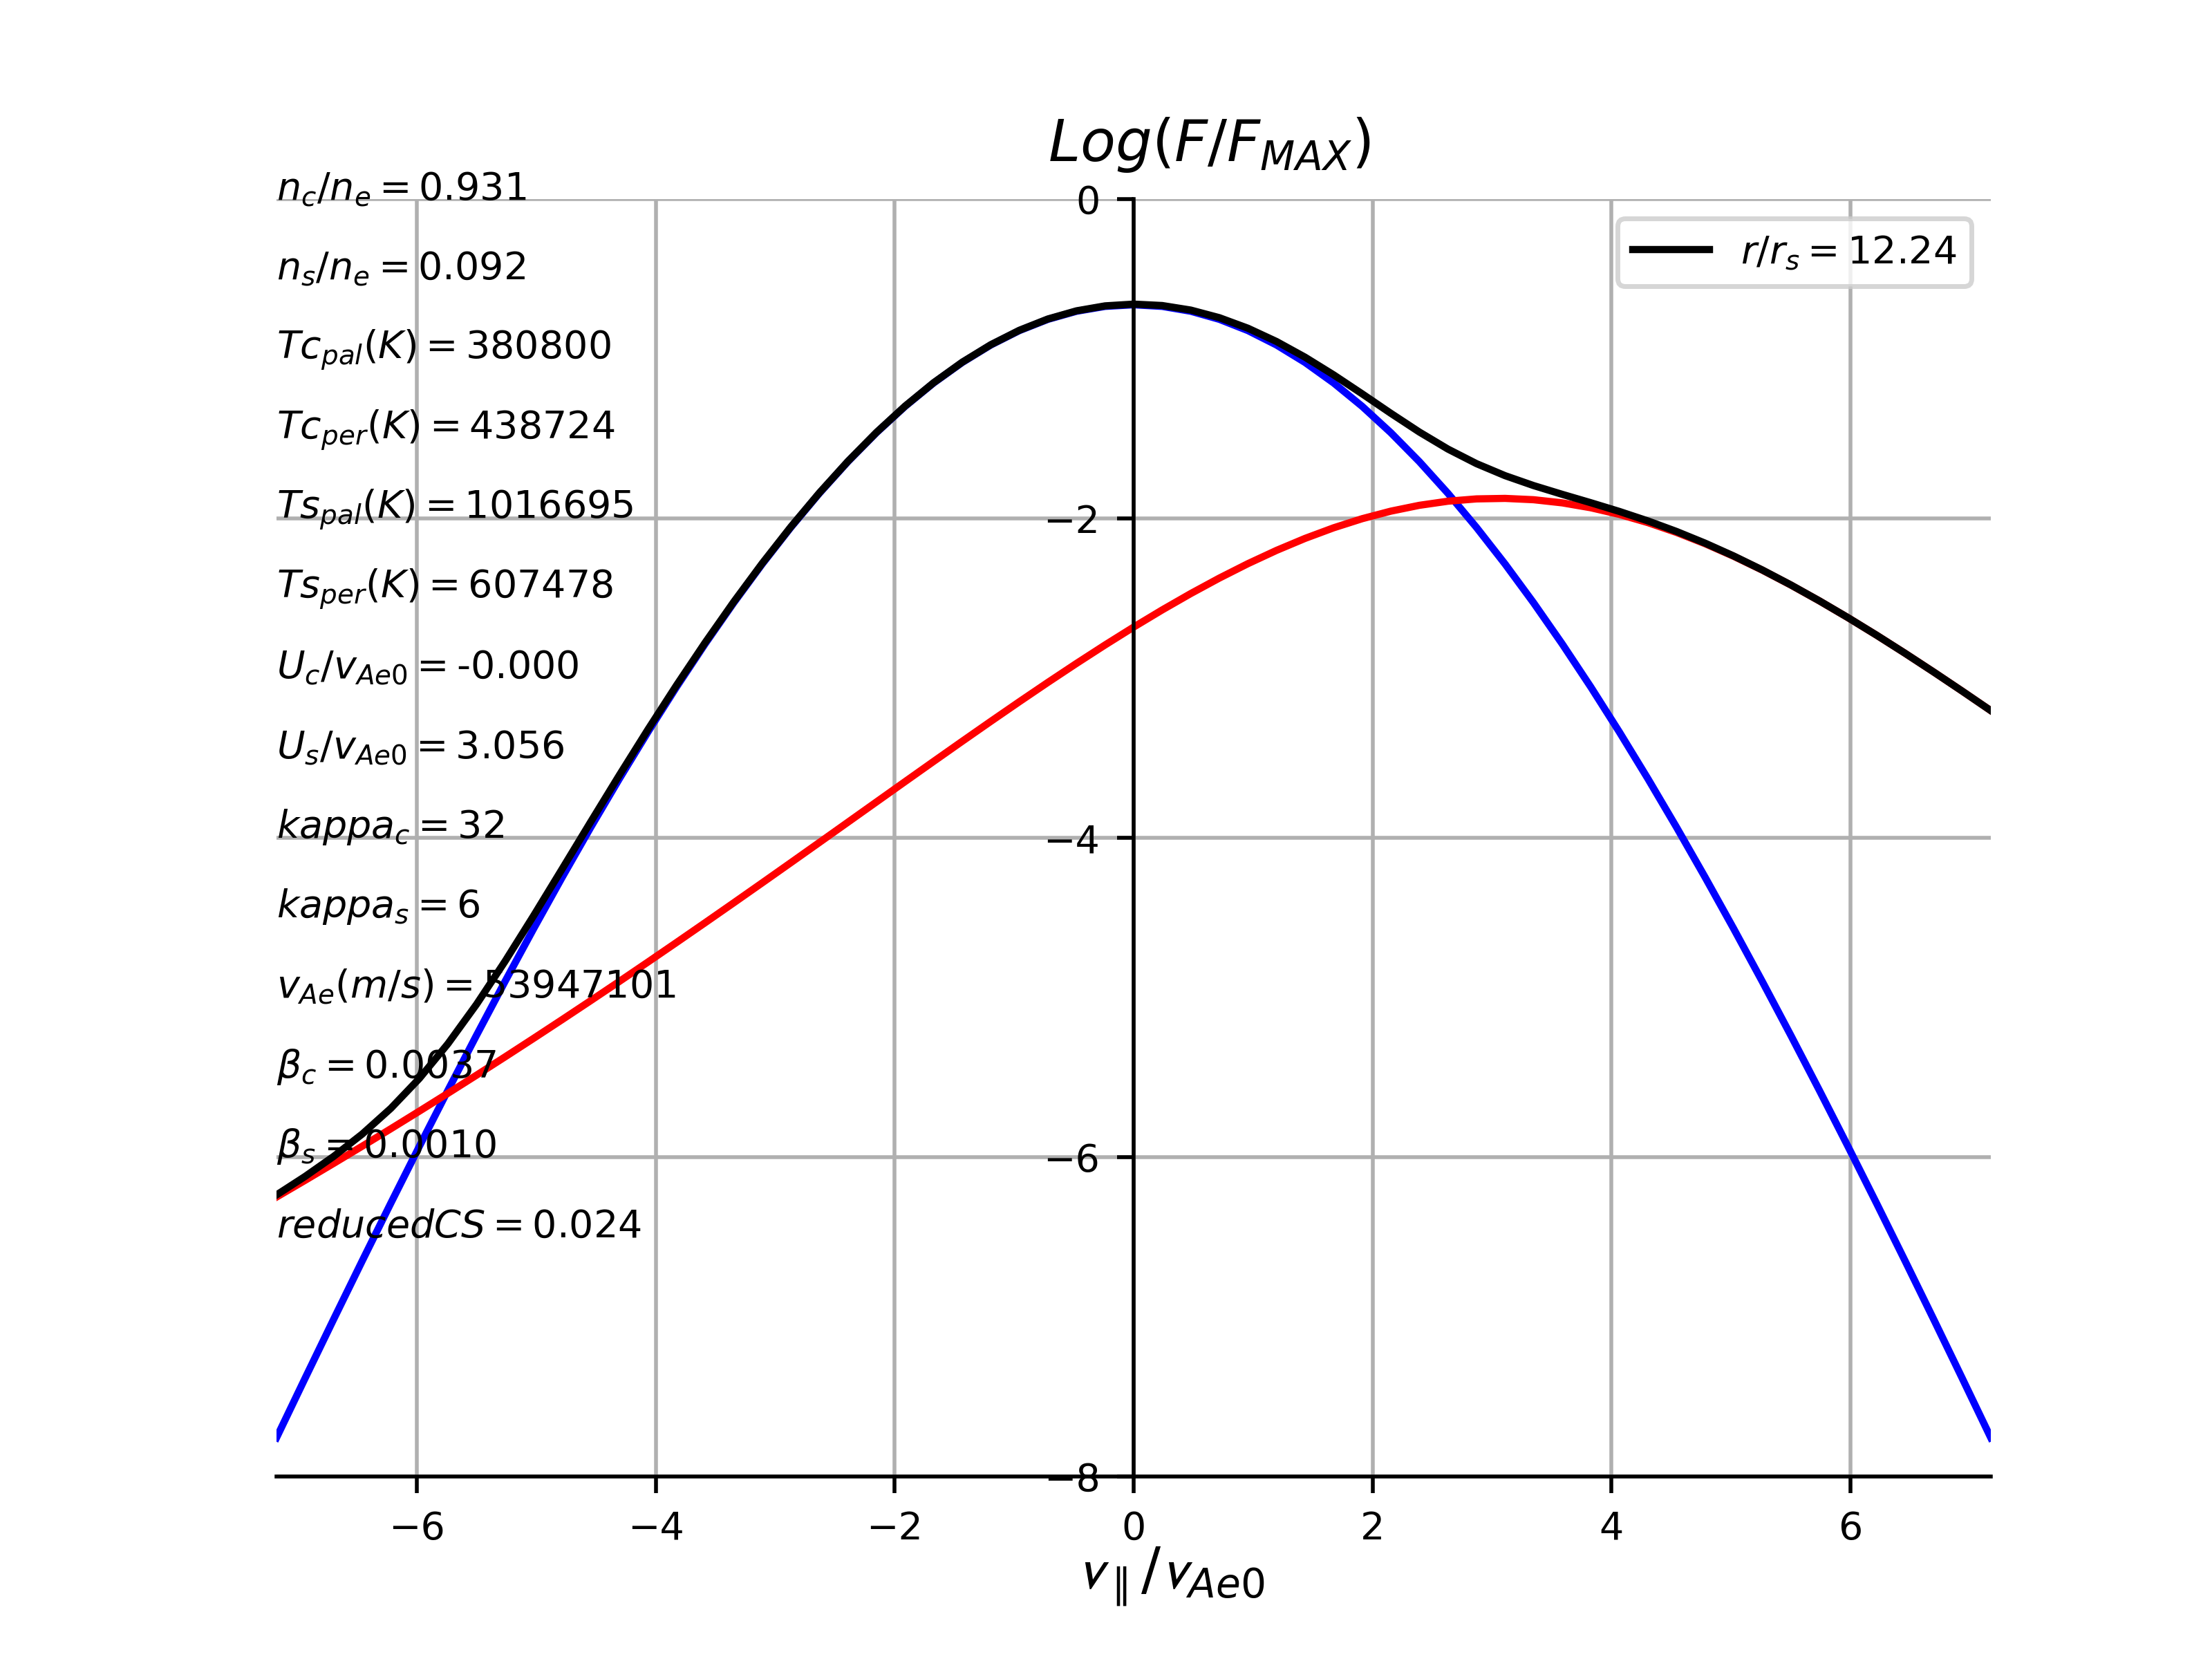 Log(F/F_MAX)
n_c/n_e = 0.931
n_s/n_e = 0.092
Tc_pal(K) = 380800
Tc_per(K) = 438724
Ts_pal(K) = 1016695
Ts_per(K) = 607478
U_c/v_Ae0 = -0.000
U_s/v_Ae0 = 3.056
kappa_c = 32
kappa_s = 6
v_Ae(m/s) = 53947101
β_c = 0.0037
β_s = 0.0010
reducedCS = 0.024
r/r_s = 12.24
0
−2
−4
−6
−8
−6 −4 −2 0 2 4 6
v_∥/v_Ae0